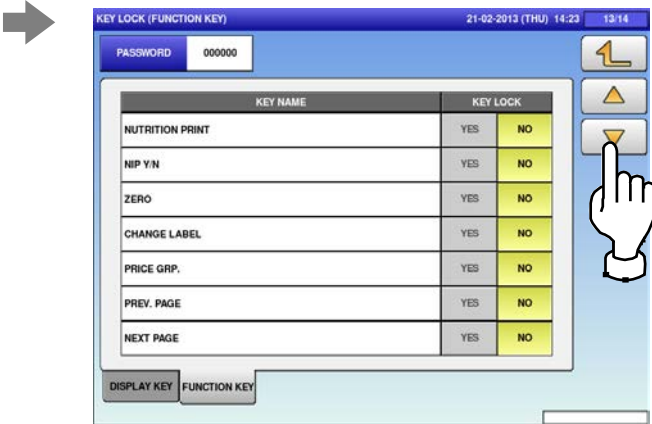 KEY LOCK (FUNCTION KEY) 21-02-2013 (THU) 14:23 13/14
PASSWORD 000000
KEY NAME KEY LOCK
NUTRITION PRINT YES NO
NIP Y/N YES NO
ZERO YES NO
CHANGE LABEL YES NO
PRICE GRP. YES NO
PREV. PAGE YES NO
NEXT PAGE YES NO
DISPLAY KEY FUNCTION KEY